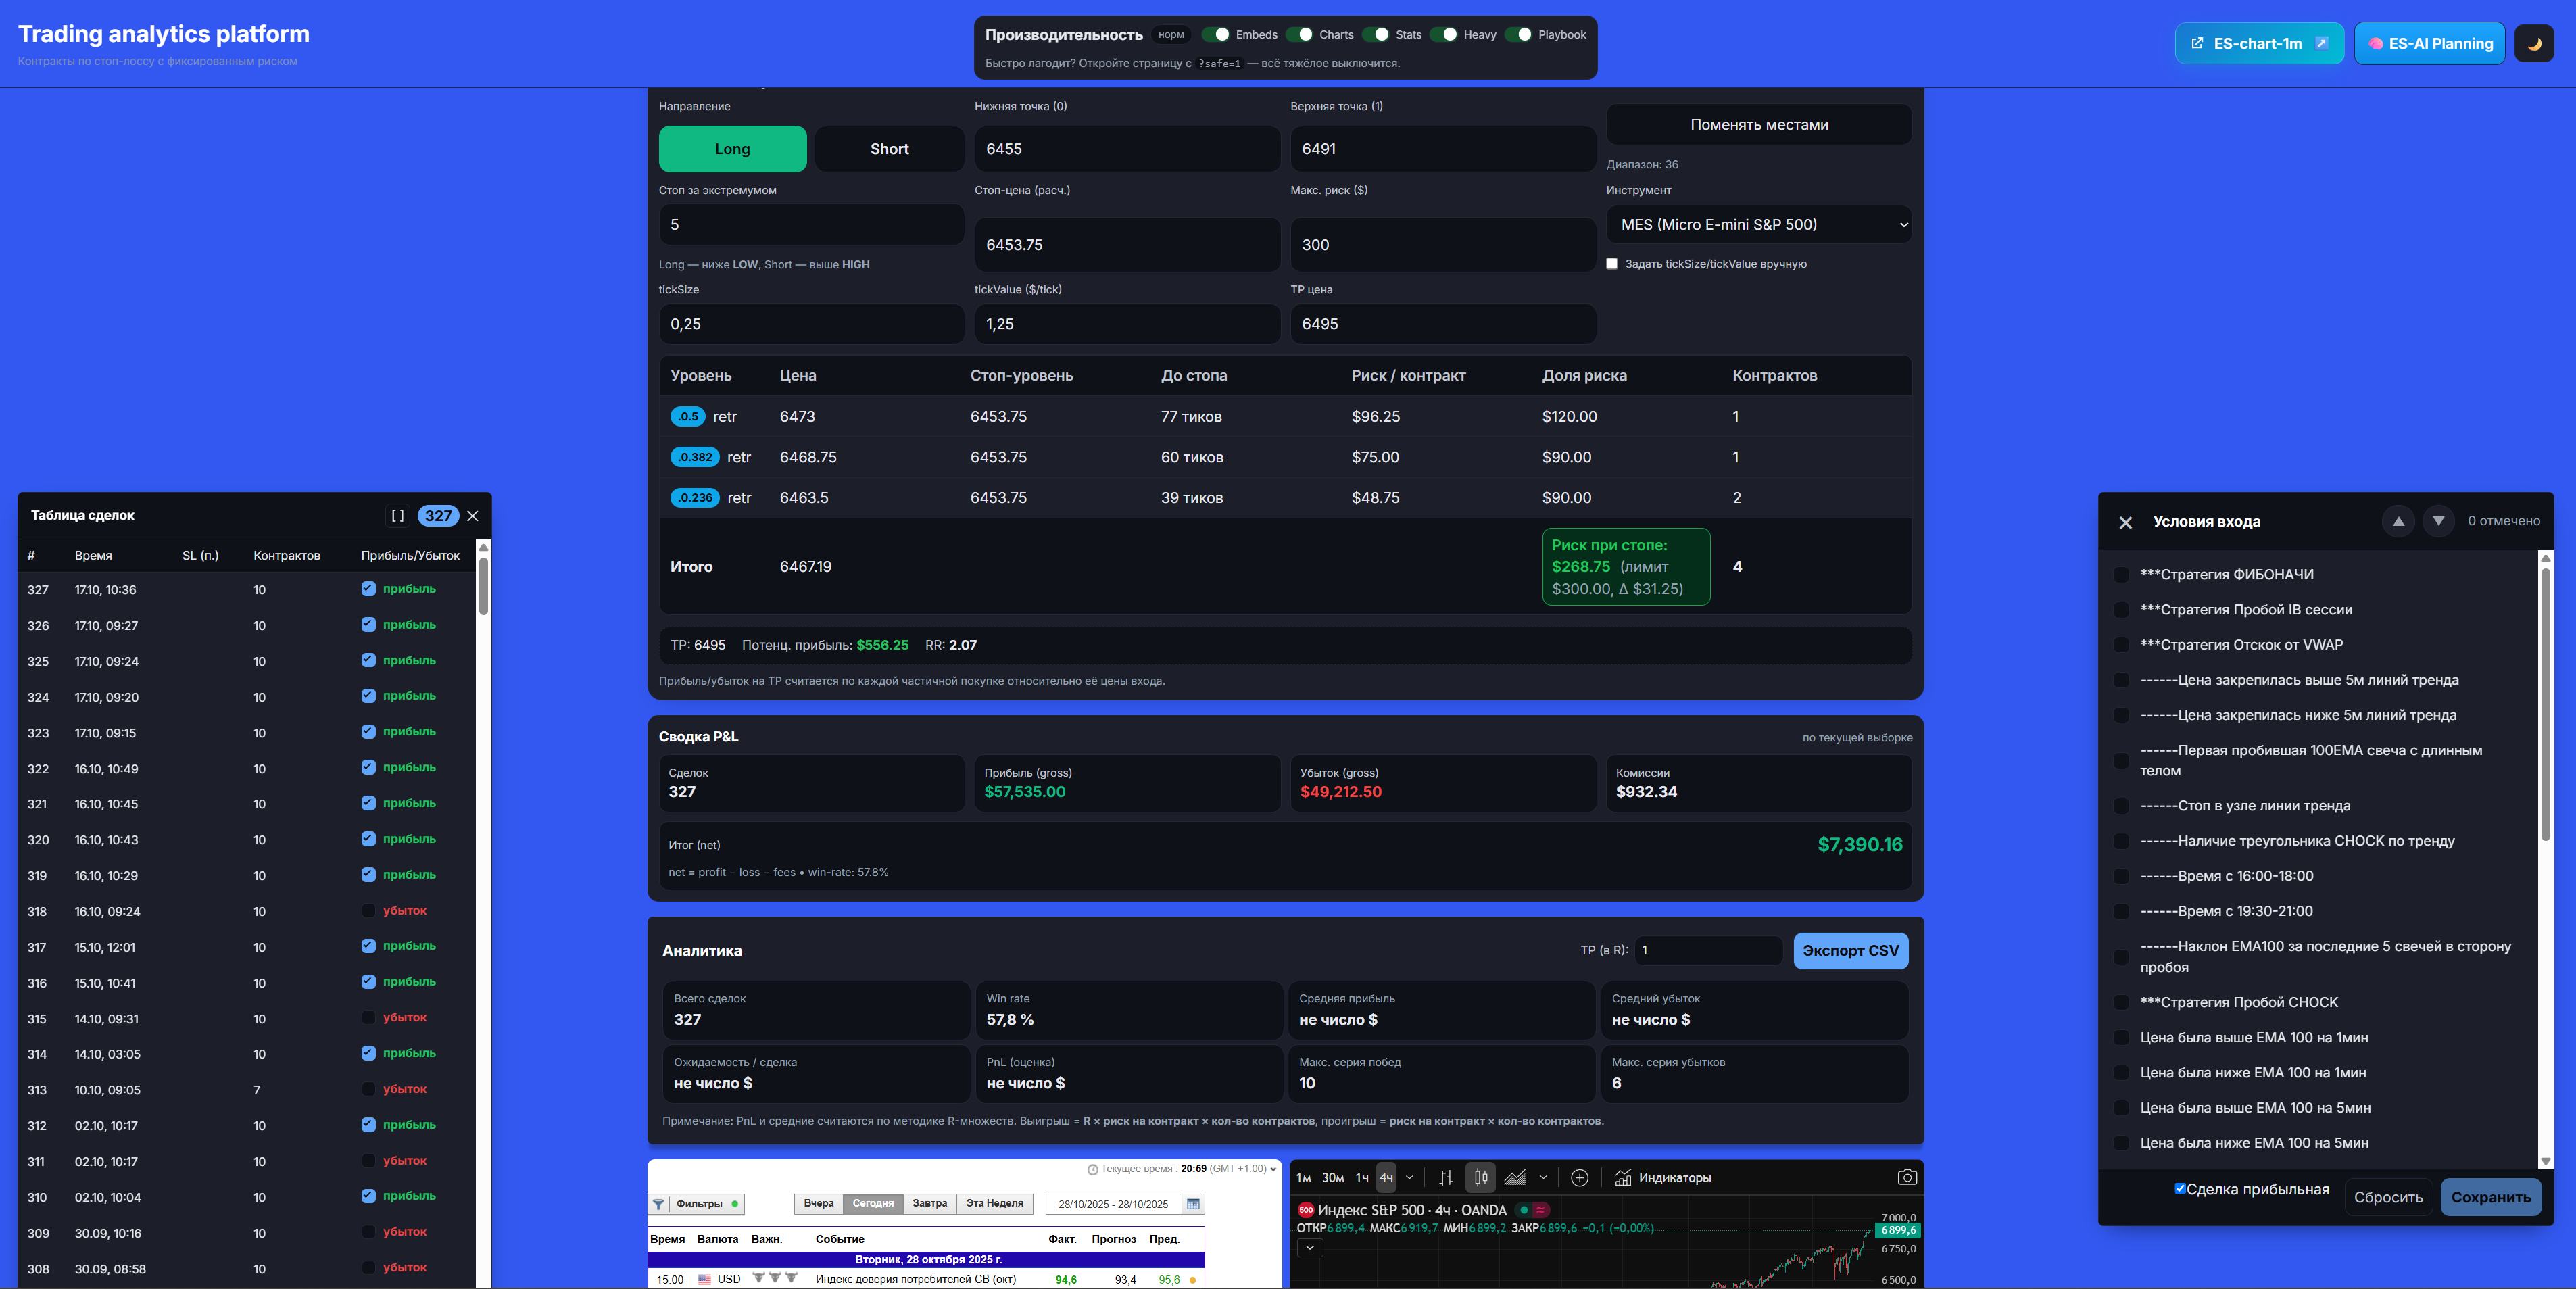 Trading analytics platform
Контракты по стоп-лоссу с фиксированным риском
Производительность норм Embeds Charts Stats Heavy Playbook
Быстро лагодит? Откройте страницу с ?safe=1 — всё тяжёлое выключится.
ES-chart-1m
ES-AI Planning
Направление
Long Short
Нижняя точка (0)
6455
Верхняя точка (1)
6491
Поменять местами
Диапазон: 36
Стоп за экстремумом
5
Long — ниже LOW, Short — выше HIGH
Стоп-цена (расч.)
6453.75
Макс. риск ($)
300
Инструмент
MES (Micro E-mini S&P 500)
Задать tickSize/tickValue вручную
tickSize
0,25
tickValue ($/tick)
1,25
TP цена
6495
Уровень Цена Стоп-уровень До стопа Риск / контракт Доля риска Контрактов
.0.5 retr 6473 6453.75 77 тиков $96.25 $120.00 1
.0.382 retr 6468.75 6453.75 60 тиков $75.00 $90.00 1
.0.236 retr 6463.5 6453.75 39 тиков $48.75 $90.00 2
Итого 6467.19 Риск при стопе: $268.75 (лимит $300.00, Δ $31.25) 4
TP: 6495 Потенц. прибыль: $556.25 RR: 2.07
Прибыль/убыток на TP считается по каждой частичной покупке относительно её цены входа.
Сводка P&L
по текущей выборке
Сделок
327
Прибыль (gross)
$57,535.00
Убыток (gross)
$49,212.50
Комиссии
$932.34
Итог (net)
$7,390.16
net = profit − loss − fees • win-rate: 57.8%
Аналитика
TP (в R): 1
Экспорт CSV
Всего сделок
327
Win rate
57,8 %
Средняя прибыль
не число $
Средний убыток
не число $
Ожидаемость / сделка
не число $
PnL (оценка)
не число $
Макс. серия побед
10
Макс. серия убытков
6
Примечание: PnL и средние считаются по методике R-множеств. Выигрыш = R × риск на контракт × кол-во контрактов, проигрыш = риск на контракт × кол-во контрактов.
Текущее время : 20:59 (GMT +1:00)
Фильтры
Вчера Сегодня Завтра Эта Неделя
28/10/2025 - 28/10/2025
Время Валюта Важн. Событие Факт. Прогноз Пред.
Вторник, 28 октября 2025 г.
15:00 USD Индекс доверия потребителей CB (окт) 94,6 93,4 95,6
1м 30м 1ч 4ч Индикаторы
500 Индекс S&P 500 · 4ч · OANDA
ОТКР6 899,4 МАКС6 919,7 МИН6 899,2 ЗАКР6 899,6 −0,1 (−0,00%)
7 000,0
6 899,6
6 750,0
6 500,0
Таблица сделок
[ ] 327
# Время SL (п.) Контрактов Прибыль/Убыток
327 17.10, 10:36 10 прибыль
326 17.10, 09:27 10 прибыль
325 17.10, 09:24 10 прибыль
324 17.10, 09:20 10 прибыль
323 17.10, 09:15 10 прибыль
322 16.10, 10:49 10 прибыль
321 16.10, 10:45 10 прибыль
320 16.10, 10:43 10 прибыль
319 16.10, 10:29 10 прибыль
318 16.10, 09:24 10 убыток
317 15.10, 12:01 10 прибыль
316 15.10, 10:41 10 прибыль
315 14.10, 09:31 10 убыток
314 14.10, 03:05 10 прибыль
313 10.10, 09:05 7 убыток
312 02.10, 10:17 10 прибыль
311 02.10, 10:17 10 убыток
310 02.10, 10:04 10 прибыль
309 30.09, 10:16 10 убыток
308 30.09, 08:58 10 убыток
Условия входа
0 отмечено
***Стратегия ФИБОНАЧИ
***Стратегия Пробой IB сессии
***Стратегия Отскок от VWAP
------Цена закрепилась выше 5м линий тренда
------Цена закрепилась ниже 5м линий тренда
------Первая пробившая 100EMA свеча с длинным
телом
------Стоп в узле линии тренда
------Наличие треугольника CHOCK по тренду
------Время с 16:00-18:00
------Время с 19:30-21:00
------Наклон EMA100 за последние 5 свечей в сторону
пробоя
***Стратегия Пробой CHOCK
Цена была выше EMA 100 на 1мин
Цена была ниже EMA 100 на 1мин
Цена была выше EMA 100 на 5мин
Цена была ниже EMA 100 на 5мин
Сделка прибыльная
Сбросить
Сохранить